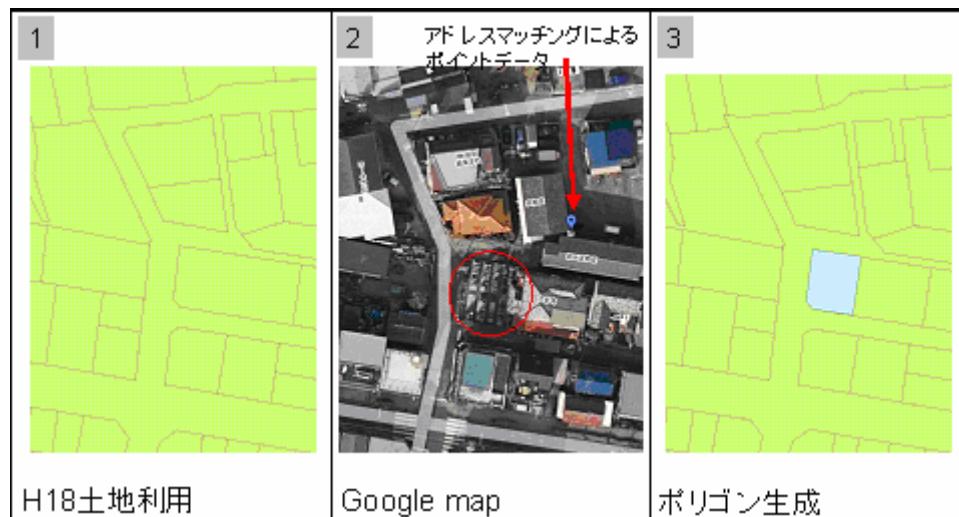 1
2
アドレスマッチングによる
ポイントデータ
3
H18土地利用
Google map
ポリゴン生成